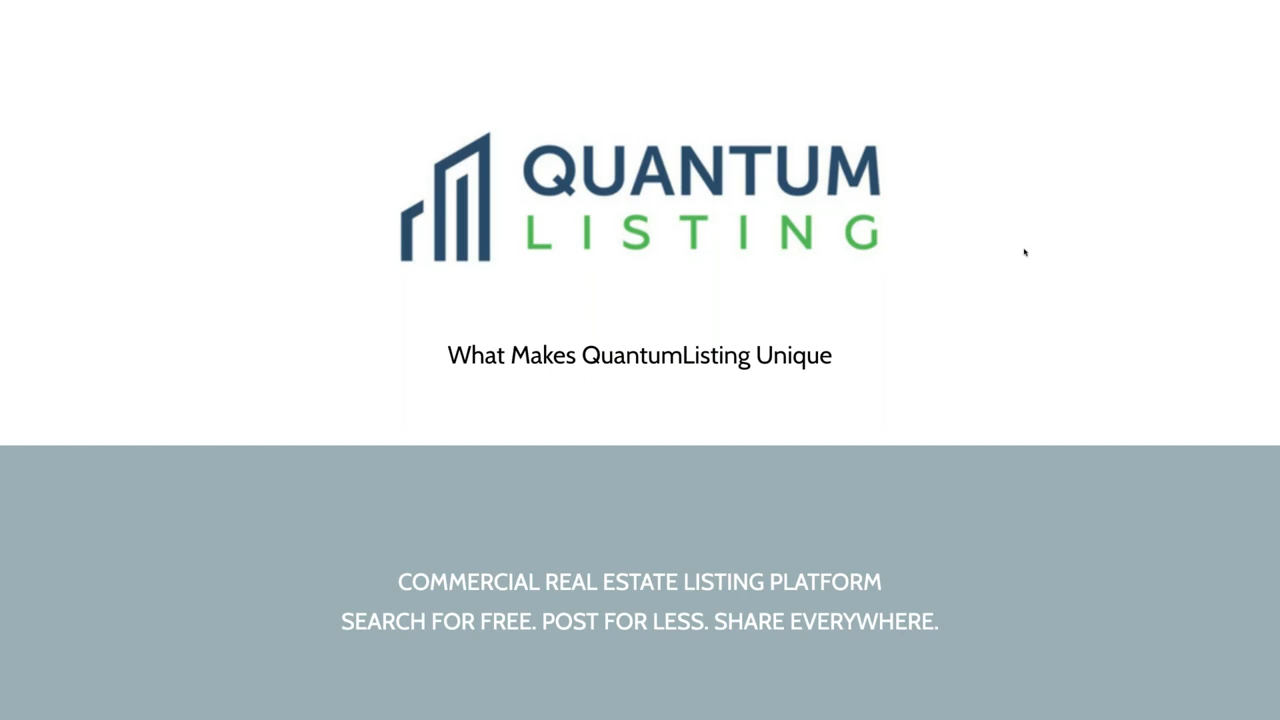 QUANTUM
LISTING
What Makes QuantumListing Unique
COMMERCIAL REAL ESTATE LISTING PLATFORM
SEARCH FOR FREE. POST FOR LESS. SHARE EVERYWHERE.